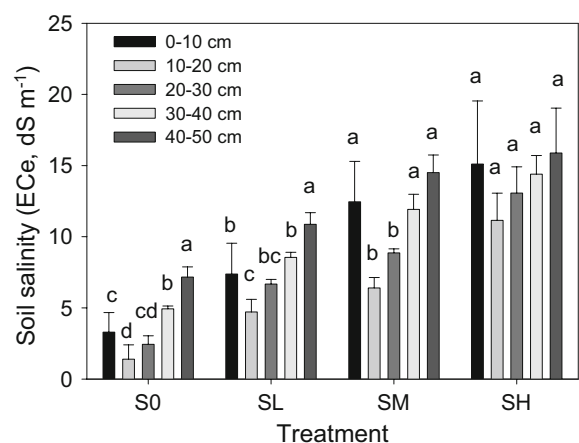 25
20
15
10
5
0
Soil salinity (ECe, dS m⁻¹)
0-10 cm
10-20 cm
20-30 cm
30-40 cm
40-50 cm
c d cd b a
b c bc b a
a b b a a
a a a a a
S0 SL SM SH
Treatment